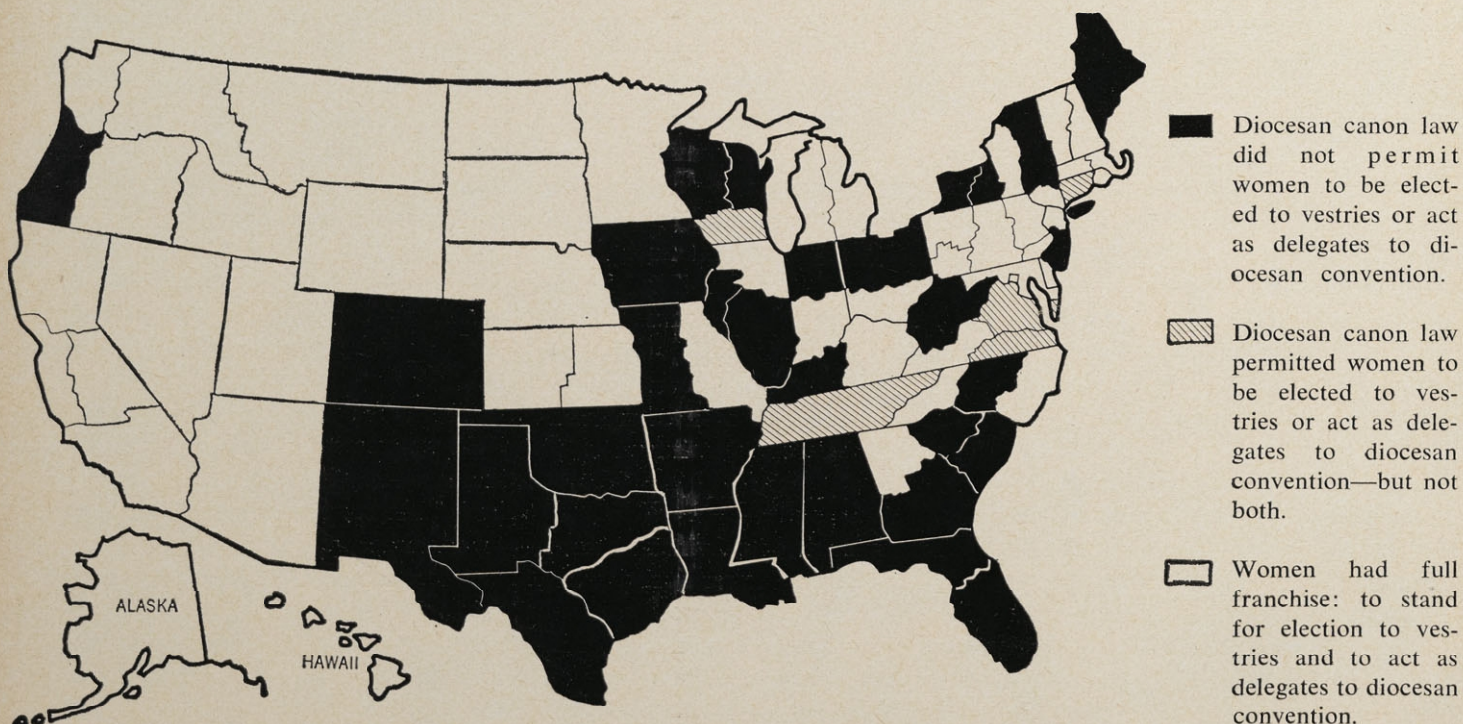 Diocesan canon law
did not permit
women to be elect-
ed to vestries or act
as delegates to di-
ocesan convention.
Diocesan canon law
permitted women to
be elected to ves-
tries or act as dele-
gates to diocesan
convention—but not
both.
Women had full
franchise: to stand
for election to ves-
tries and to act as
delegates to diocesan
convention.
ALASKA
HAWAII